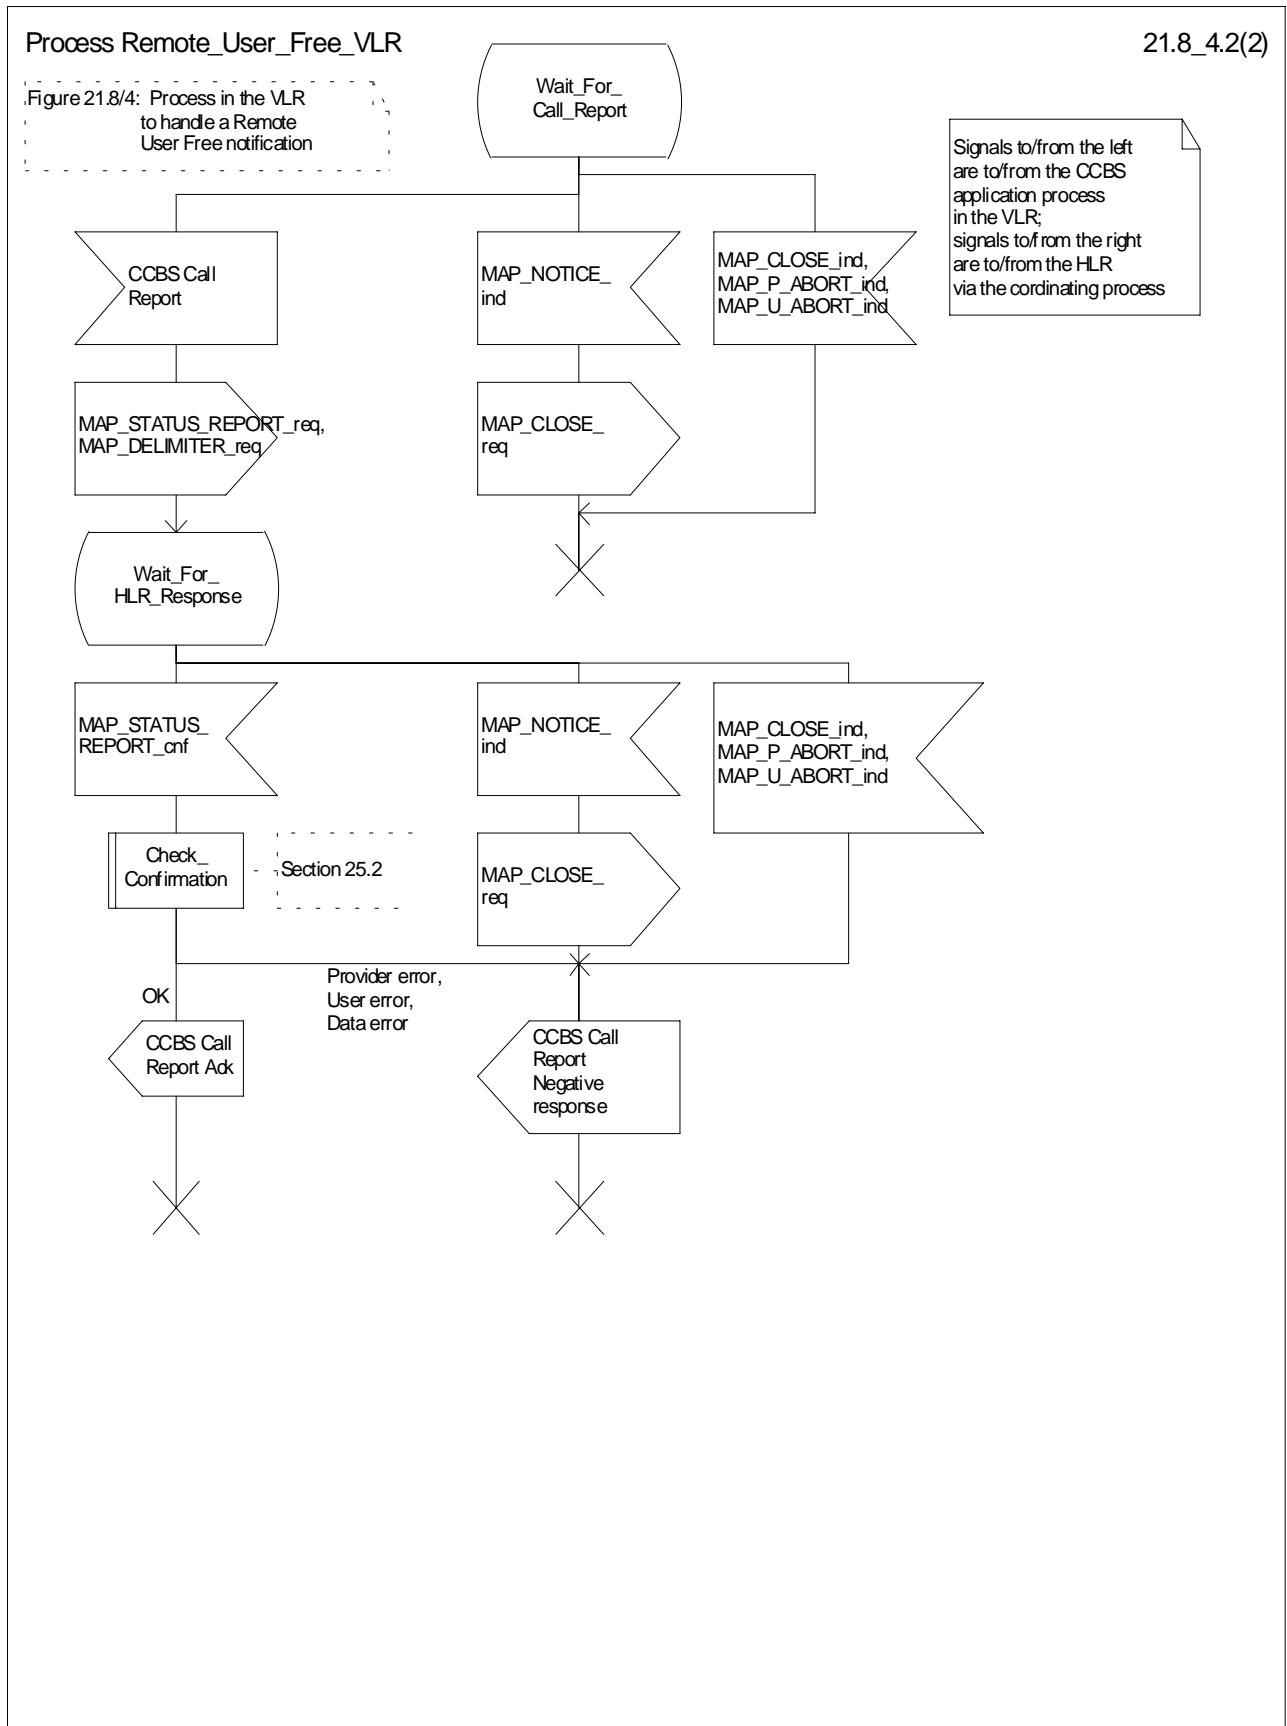 Process Remote_User_Free_VLR
21.8_4.2(2)
Figure 21.8/4: Process in the VLR
to handle a Remote
User Free notification
Wait_For_
Call_Report
Signals to/from the left
are to/from the CCBS
application process
in the VLR;
signals to/from the right
are to/from the HLR
via the cordinating process
CCBS Call
Report
MAP_NOTICE_
ind
MAP_CLOSE_ind,
MAP_P_ABORT_ind,
MAP_U_ABORT_ind
MAP_STATUS_REPORT_req,
MAP_DELIMITER_req
MAP_CLOSE_
req
Wait_For_
HLR_Response
MAP_STATUS_
REPORT_cnf
MAP_NOTICE_
ind
MAP_CLOSE_ind,
MAP_P_ABORT_ind,
MAP_U_ABORT_ind
Check_
Confirmation
Section 25.2
MAP_CLOSE_
req
Provider error,
User error,
Data error
OK
CCBS Call
Report Ack
CCBS Call
Report
Negative
response